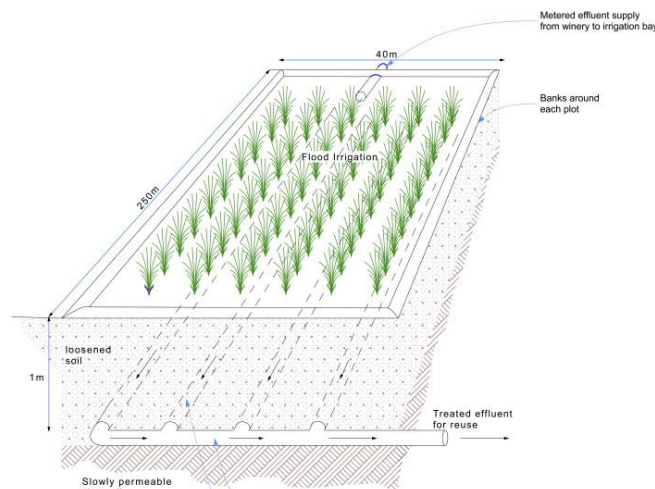 Metered effluent supply
from winery to irrigation bay
40m
Banks around
each plot
Flood Irrigation
250m
loosened
soil
1m
Treated effluent
for reuse
Slowly permeable